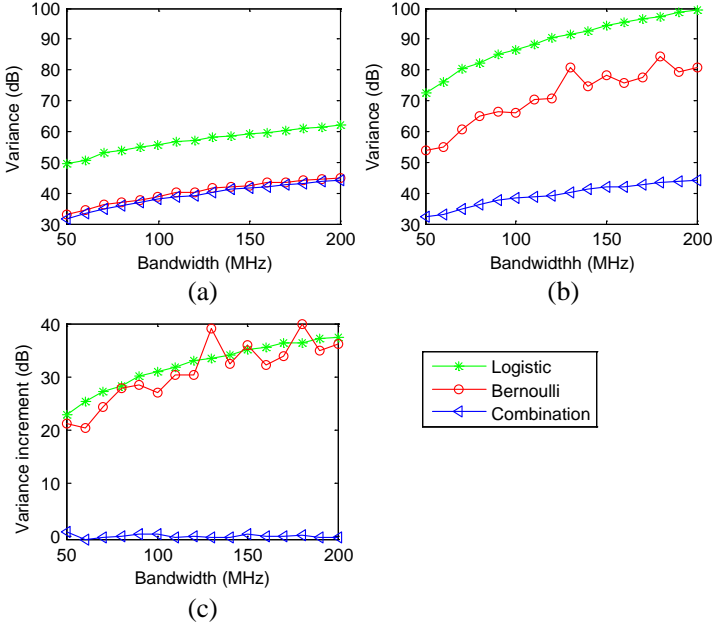 100
90
80
70
60
50
40
30
Variance (dB)
50 100 150 200
Bandwidth (MHz)
(a)
100
90
80
70
60
50
40
30
Variance (dB)
50 100 150 200
Bandwidthh (MHz)
(b)
40
30
20
10
0
Variance increment (dB)
50 100 150 200
Bandwidth (MHz)
(c)
Logistic
Bernoulli
Combination